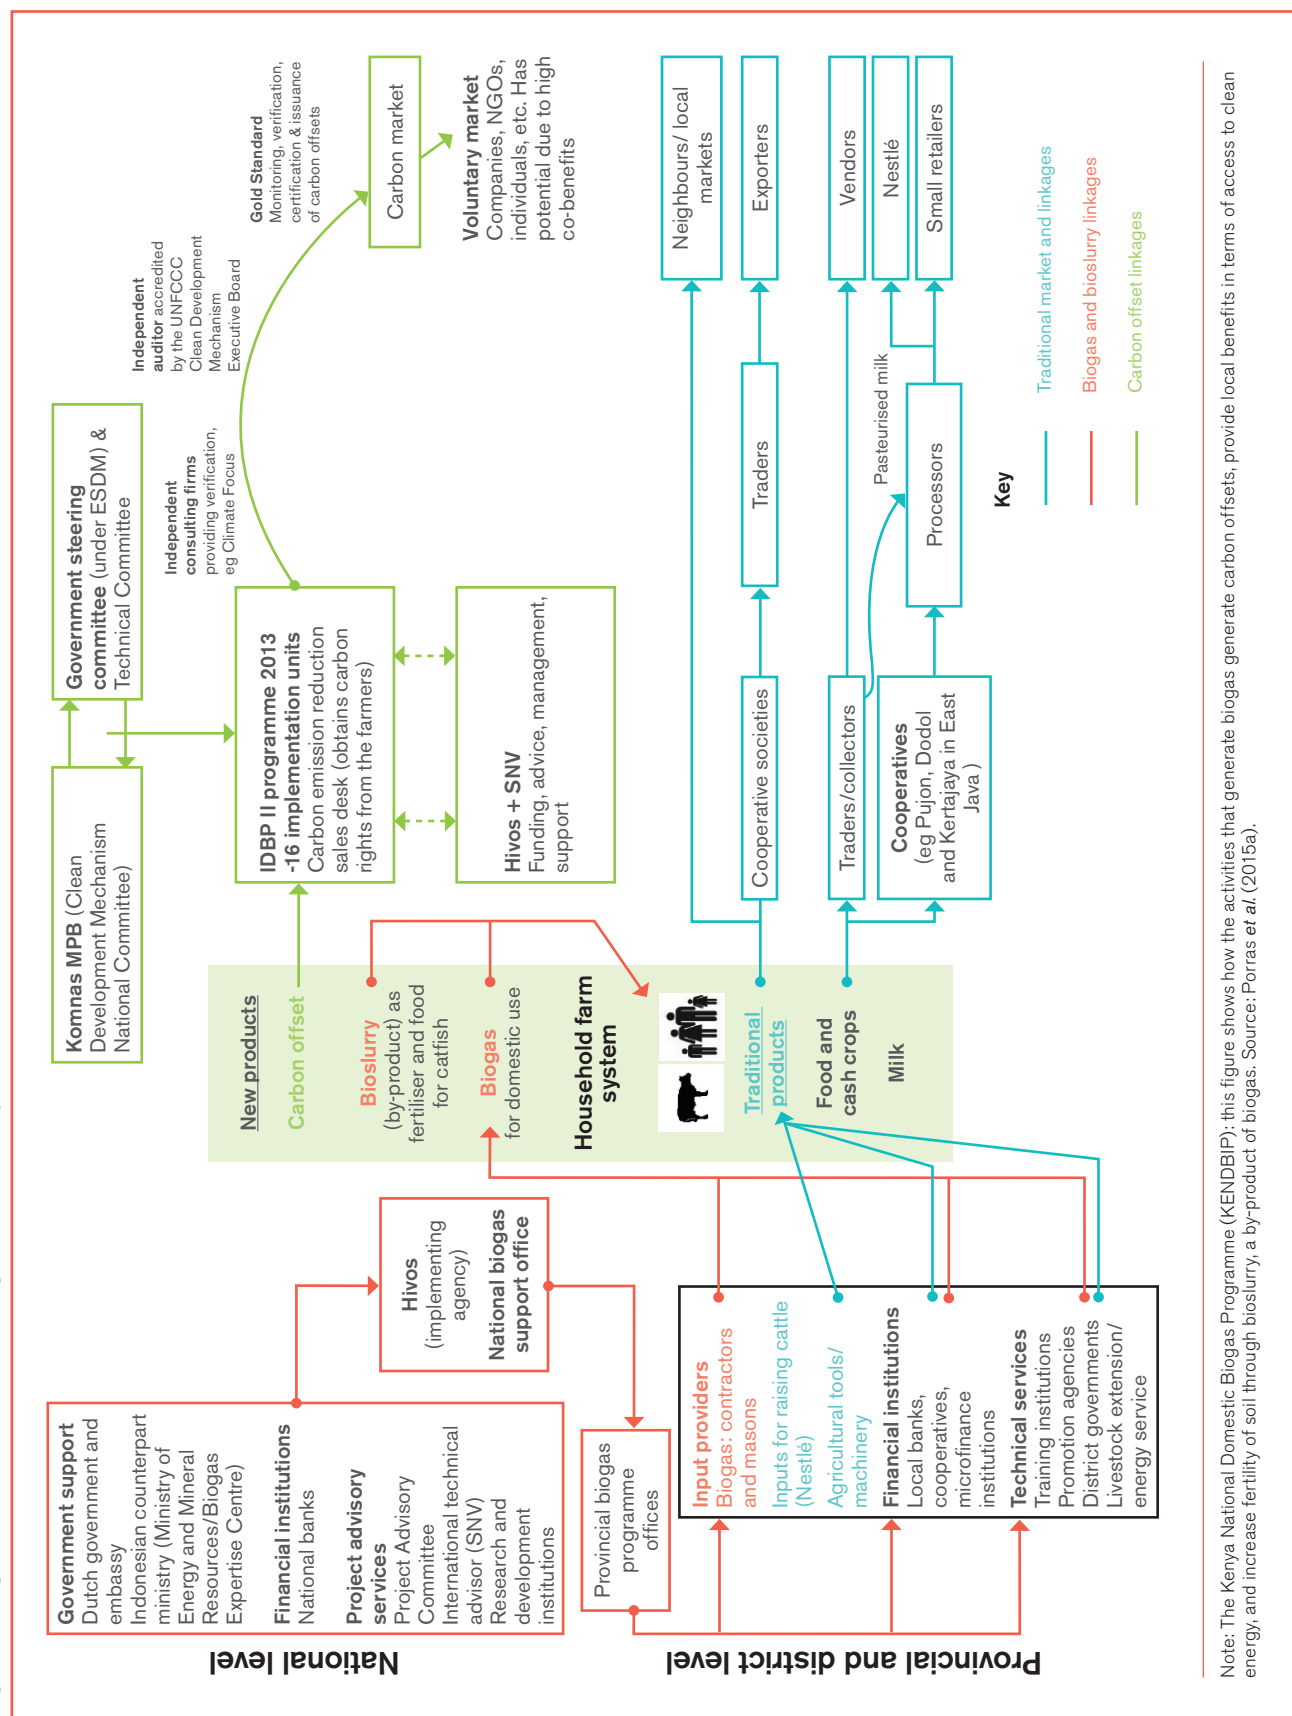 National level
Government support
Dutch government and
embassy
Indonesian counterpart
ministry (Ministry of
Energy and Mineral
Resources/Biogas
Expertise Centre)
Financial institutions
National banks
Project advisory
services
Project Advisory
Committee
International technical
advisor (SNV)
Research and
development
institutions
Hivos
(implementing
agency)
National biogas
support office
Provincial and district level
Provincial biogas
programme
offices
Input providers
Biogas: contractors
and masons
Inputs for raising cattle
(Nestlé)
Agricultural tools/
machinery
Financial institutions
Local banks,
cooperatives,
microfinance
institutions
Technical services
Training institutions
Promotion agencies
District governments
Livestock extension/
energy service
New products
Carbon offset
Bioslurry
(by-product) as
fertiliser and food
for catfish
Biogas
for domestic use
Household farm
system
Traditional
products
Food and
cash crops
Milk
Komnas MPB (Clean
Development Mechanism
National Committee)
Government steering
committee (under ESDM) &
Technical Committee
IDBP II programme 2013
-16 implementation units
Carbon emission reduction
sales desk (obtains carbon
rights from the farmers)
Hivos + SNV
Funding, advice, management,
support
Independent
consulting firms
providing verification,
eg Climate Focus
Independent
auditor accredited
by the UNFCCC
Clean Development
Mechanism
Executive Board
Gold Standard
Monitoring, verification,
certification & issuance
of carbon offsets
Carbon market
Voluntary market
Companies, NGOs,
individuals, etc. Has
potential due to high
co-benefits
Cooperative societies
Traders
Neighbours/ local
markets
Exporters
Traders/collectors
Cooperatives
(eg Pujon, Dodol
and Kertajaya in East
Java )
Pasteurised milk
Processors
Vendors
Nestlé
Small retailers
Key
Traditional market and linkages
Biogas and bioslurry linkages
Carbon offset linkages
Note: The Kenya National Domestic Biogas Programme (KENDBIP): this figure shows how the activities that generate biogas generate carbon offsets, provide local benefits in terms of access to clean
energy, and increase fertility of soil through bioslurry, a by-product of biogas. Source: Porras et al. (2015a).